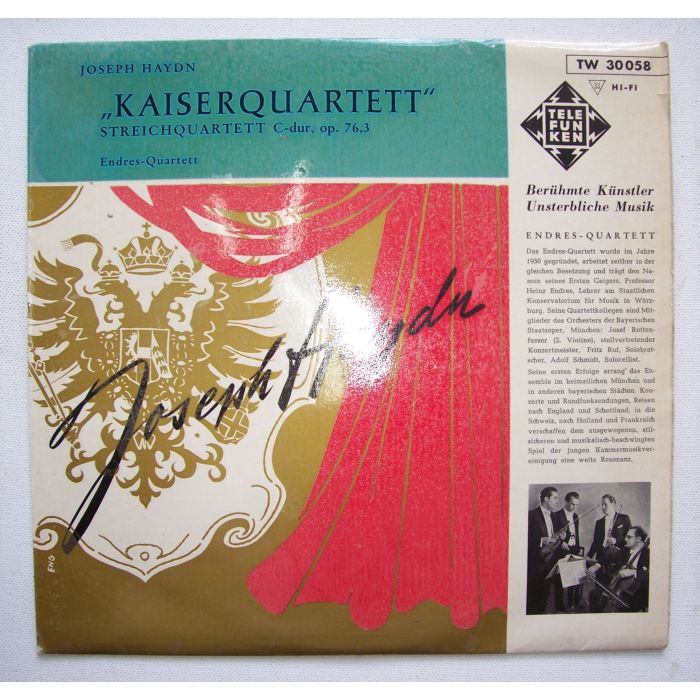 JOSEPH HAYDN
„KAISERQUARTETT“
STREICHQUARTETT C-dur, op. 76,3
Endres-Quartett
Joseph Haydn
ENG
TW 30058
33 HI-FI
TELE
FUN
KEN
Berühmte Künstler
Unsterbliche Musik
ENDRES-QUARTETT
Das Endres-Quartett wurde im Jahre
1950 gegründet, arbeitet seither in der
gleichen Besetzung und trägt den Na-
men seines Ersten Geigers, Professor
Heinz Endres, Lehrer am Staatlichen
Konservatorium für Musik in Würz-
burg. Seine Quartettkollegen sind Mit-
glieder des Orchesters der Bayerischen
Staatsoper, München: Josef Rotten-
fusser (2. Violine), stellvertretender
Konzertmeister, Fritz Ruf, Solobrat-
scher, Adolf Schmidt, Solocellist.
Seine ersten Erfolge errang' das En-
semble im heimatlichen München und
in anderen bayerischen Städten. Kon-
zerte und Rundfunksendungen, Reisen
nach England und Schottland, in die
Schweiz, nach Holland und Frankreich
verschaffen dem ausgewogenen, stil-
sicheren und musikalisch-beschwingten
Spiel der jungen Kammermusikver-
einigung eine weite Resonanz.